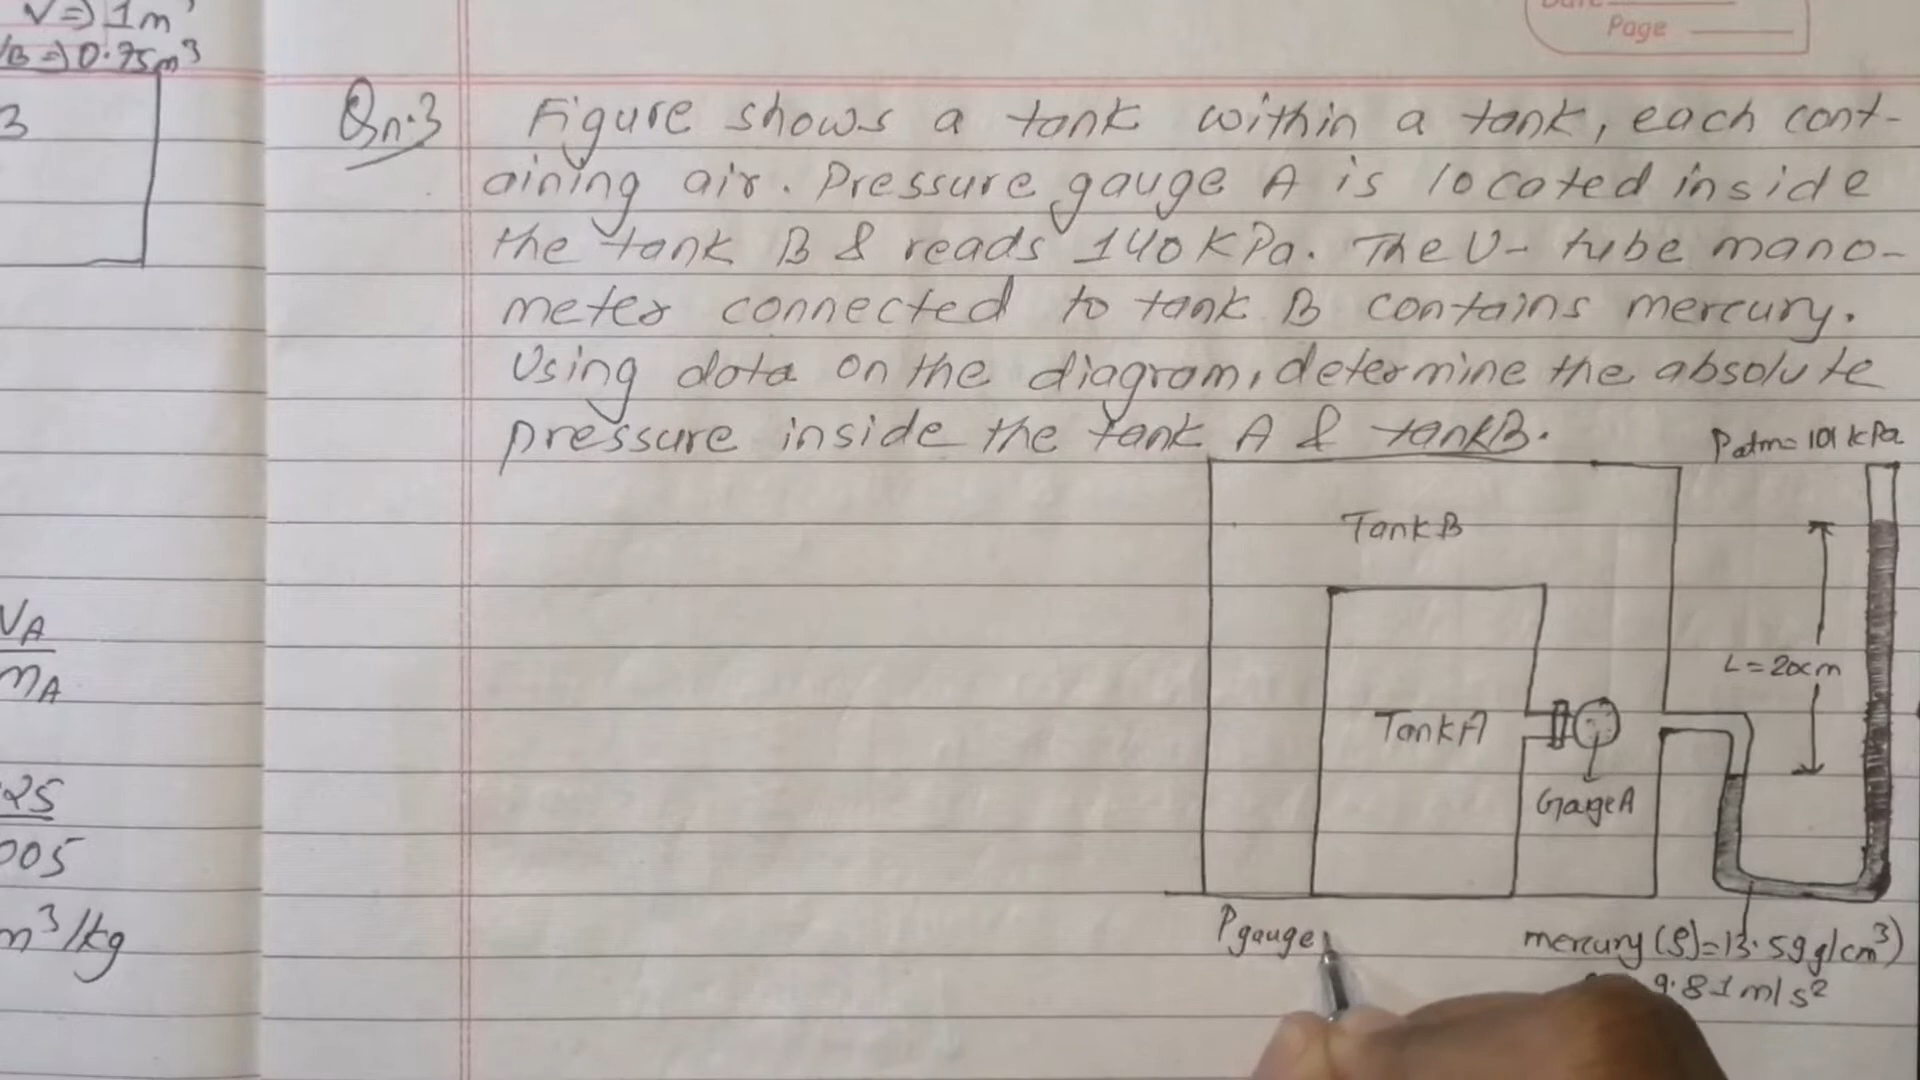 V => 1m³
VB => 0.75m³
Page
3
Qn.3 Figure shows a tank within a tank, each cont-
aining air. Pressure gauge A is located inside
the tank B & reads 140 KPa. The U- tube mano-
meter connected to tank B contains mercury.
Using data on the diagram, determine the absolute
pressure inside the tank A & tank B.
Patm = 101 kPa
Tank B
L = 20cm
Tank A
Gauge A
VA
mA
25
005
m³/kg
Pgauge
mercury (ρ) = 13.59 g/cm³)
9.81 m/s²